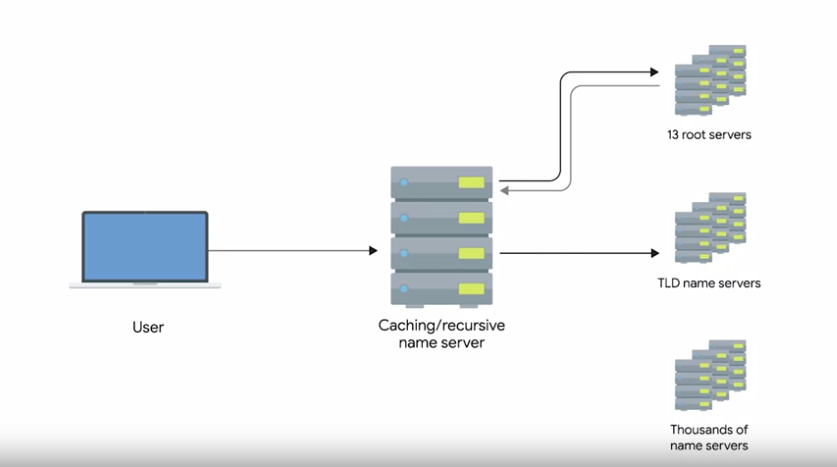 13 root servers
TLD name servers
User
Caching/recursive
name server
Thousands of
name servers